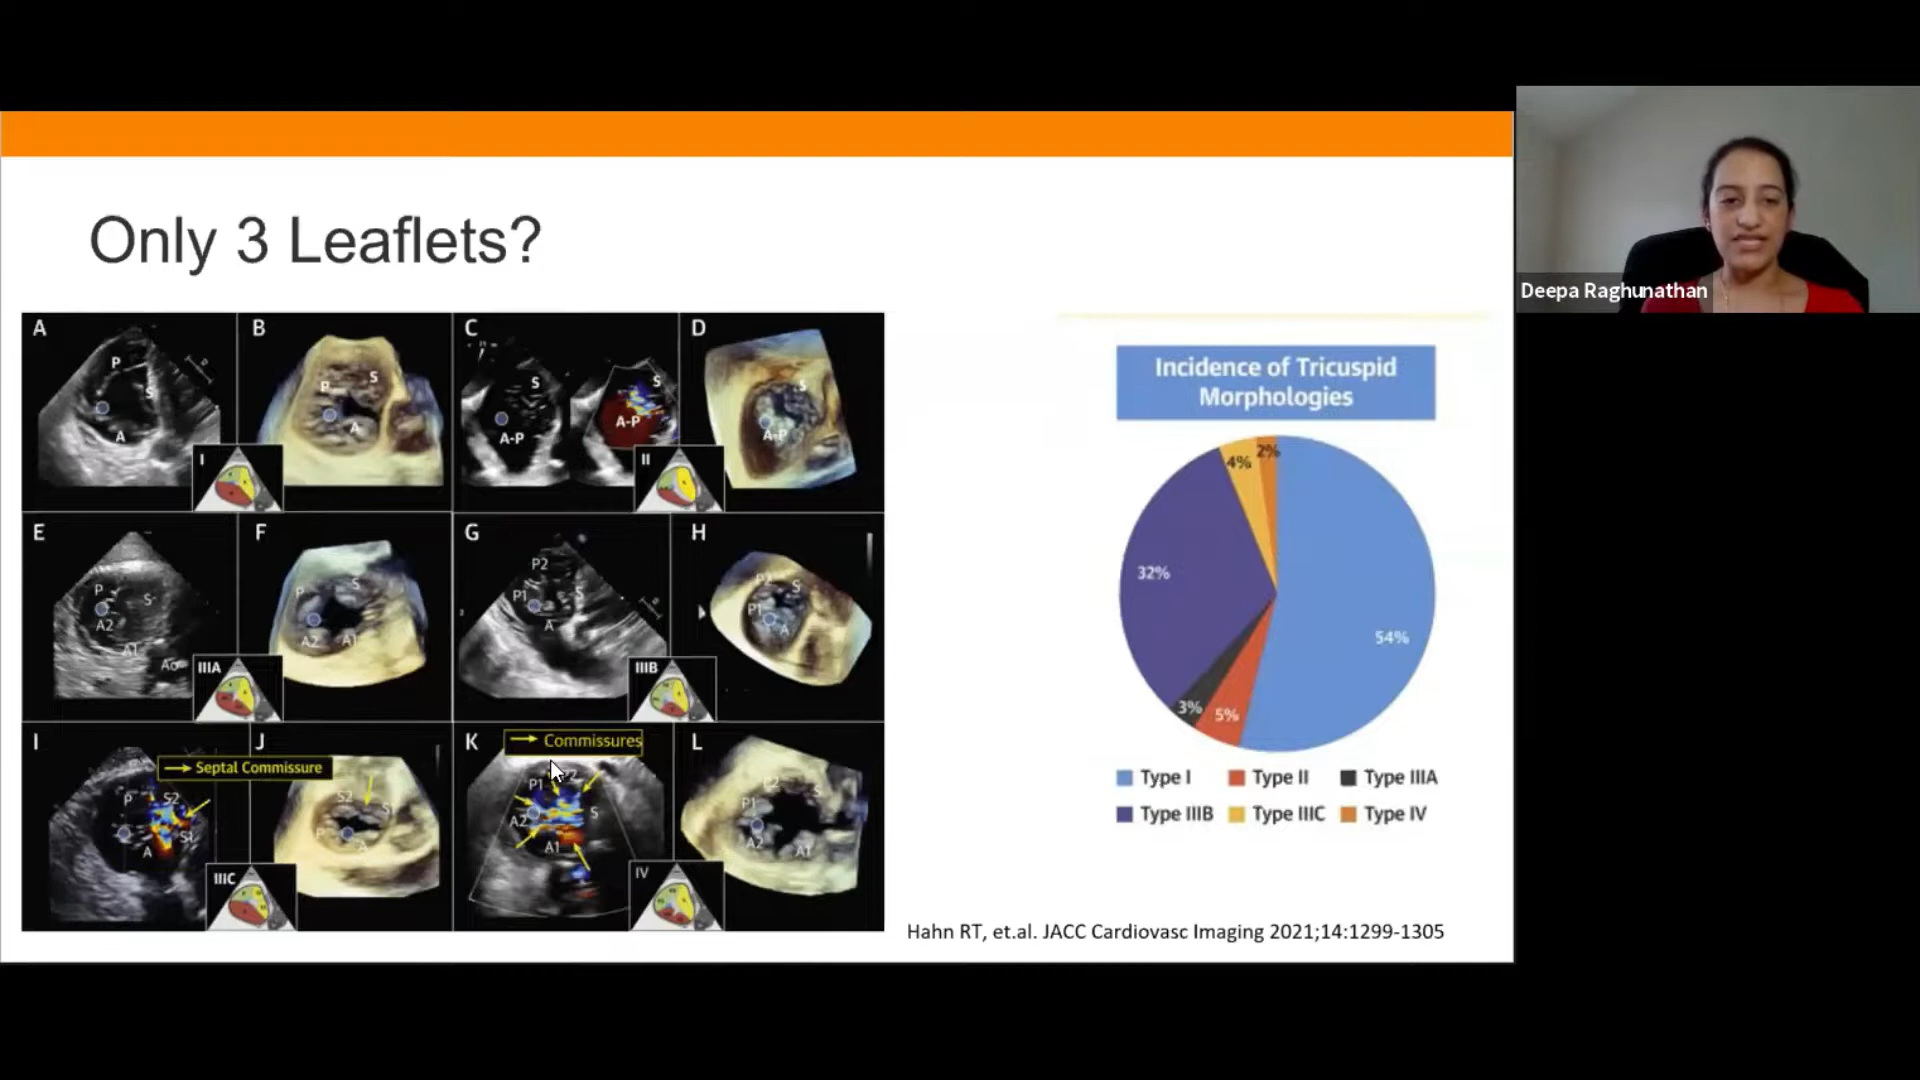 Only 3 Leaflets?
A
B
C
D
P
S
A
P
S
A
S
A-P
S
A-P
S
A-P
I
II
E
F
G
H
P
S
A2
A1
Ao
P
S
A2
A1
P2
P1
S
A
P2
S
P1
A
IIIA
IIIB
I
J
K
L
→ Septal Commissure
→ Commissures
P
S2
S1
A
S2
S1
P
A
P1
A2
S
A1
P1
S
A2
A1
IIIC
IV
Incidence of Tricuspid
Morphologies
4%
2%
32%
54%
3%
5%
Type I
Type II
Type IIIA
Type IIIB
Type IIIC
Type IV
Hahn RT, et.al. JACC Cardiovasc Imaging 2021;14:1299-1305
Deepa Raghunathan